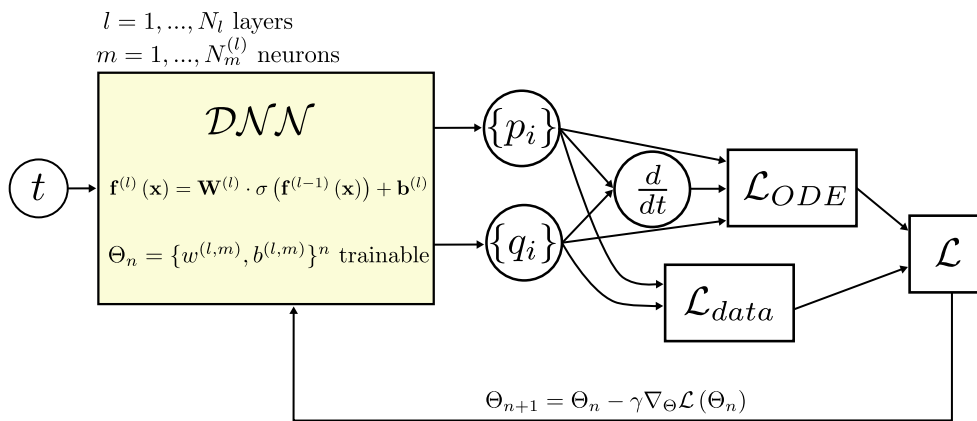 l = 1, ..., N_l layers
m = 1, ..., N_m^{(l)} neurons
𝒟𝒩𝒩
t
f^{(l)} (x) = W^{(l)} · σ (f^{(l−1)} (x)) + b^{(l)}
Θ_n = {w^{(l,m)}, b^{(l,m)}}^n trainable
{p_i}
{q_i}
d/dt
ℒ_{ODE}
ℒ_{data}
ℒ
Θ_{n+1} = Θ_n − γ∇_Θ ℒ (Θ_n)